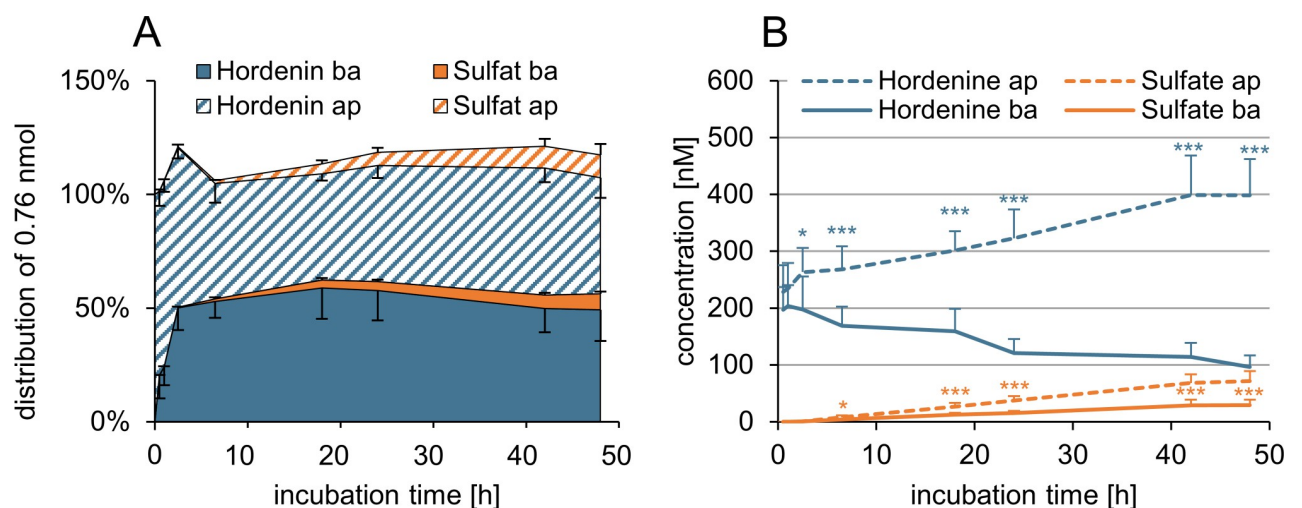 A
Hordenin ba
Sulfat ba
Hordenin ap
Sulfat ap
150%
100%
50%
0%
distribution of 0.76 nmol
0
10
20
30
40
50
incubation time [h]
B
Hordenine ap
Sulfate ap
Hordenine ba
Sulfate ba
600
500
400
300
200
100
0
concentration [nM]
*
***
***
***
***
***
*
***
***
***
***
0
10
20
30
40
50
incubation time [h]